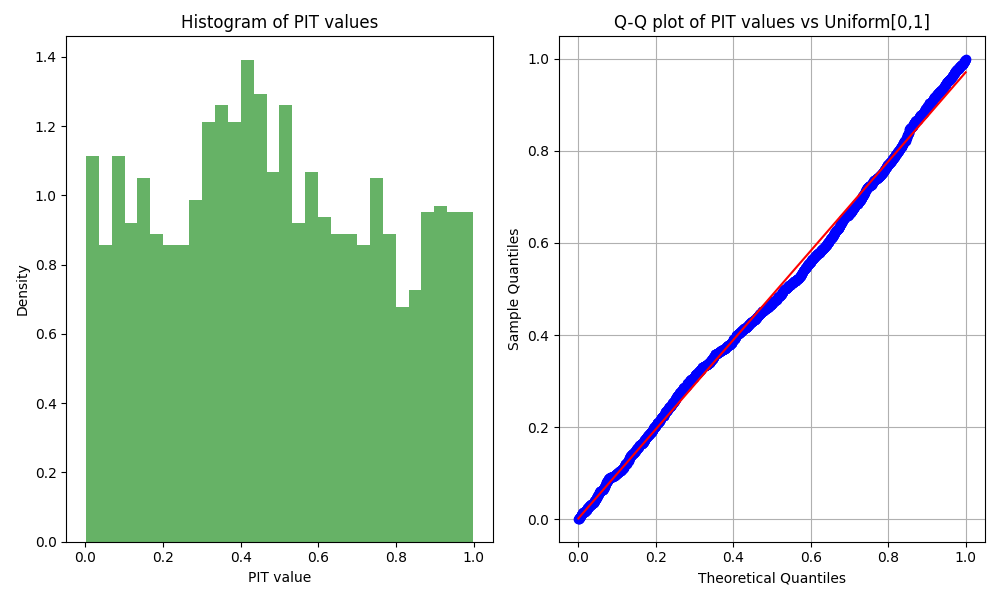 Histogram of PIT values
1.4
1.2
1.0
0.8
0.6
0.4
0.2
0.0
Density
0.0 0.2 0.4 0.6 0.8 1.0
PIT value
Q-Q plot of PIT values vs Uniform[0,1]
1.0
0.8
0.6
0.4
0.2
0.0
Sample Quantiles
0.0 0.2 0.4 0.6 0.8 1.0
Theoretical Quantiles